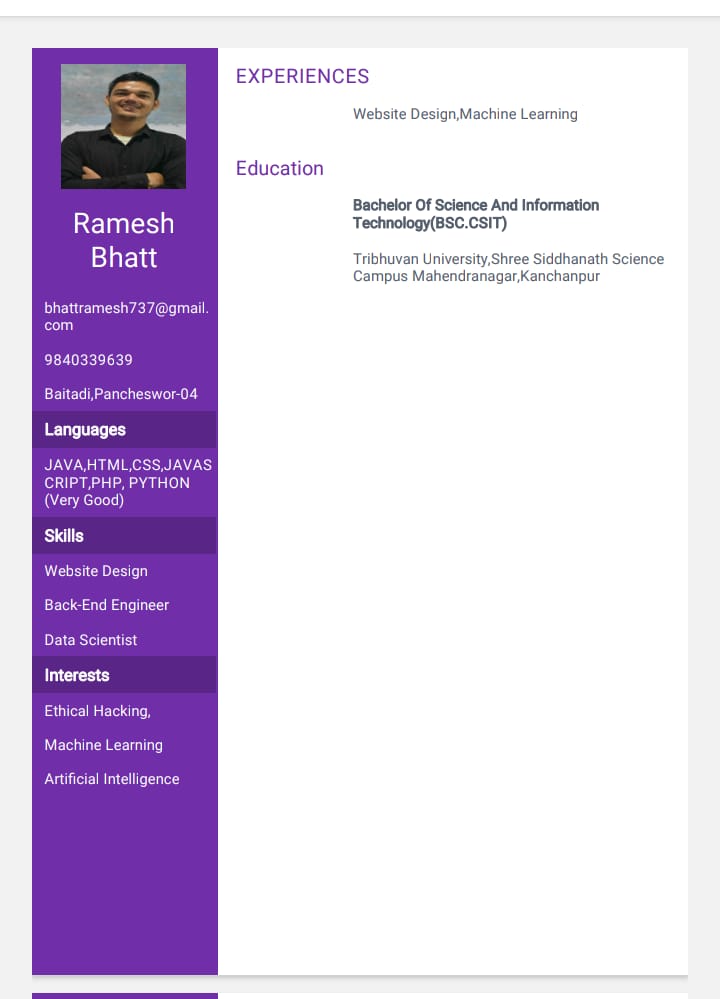 Ramesh
Bhatt
bhattramesh737@gmail.
com
9840339639
Baitadi,Pancheswor-04
Languages
JAVA,HTML,CSS,JAVAS
CRIPT,PHP, PYTHON
(Very Good)
Skills
Website Design
Back-End Engineer
Data Scientist
Interests
Ethical Hacking,
Machine Learning
Artificial Intelligence
EXPERIENCES
Website Design,Machine Learning
Education
Bachelor Of Science And Information
Technology(BSC.CSIT)
Tribhuvan University,Shree Siddhanath Science
Campus Mahendranagar,Kanchanpur